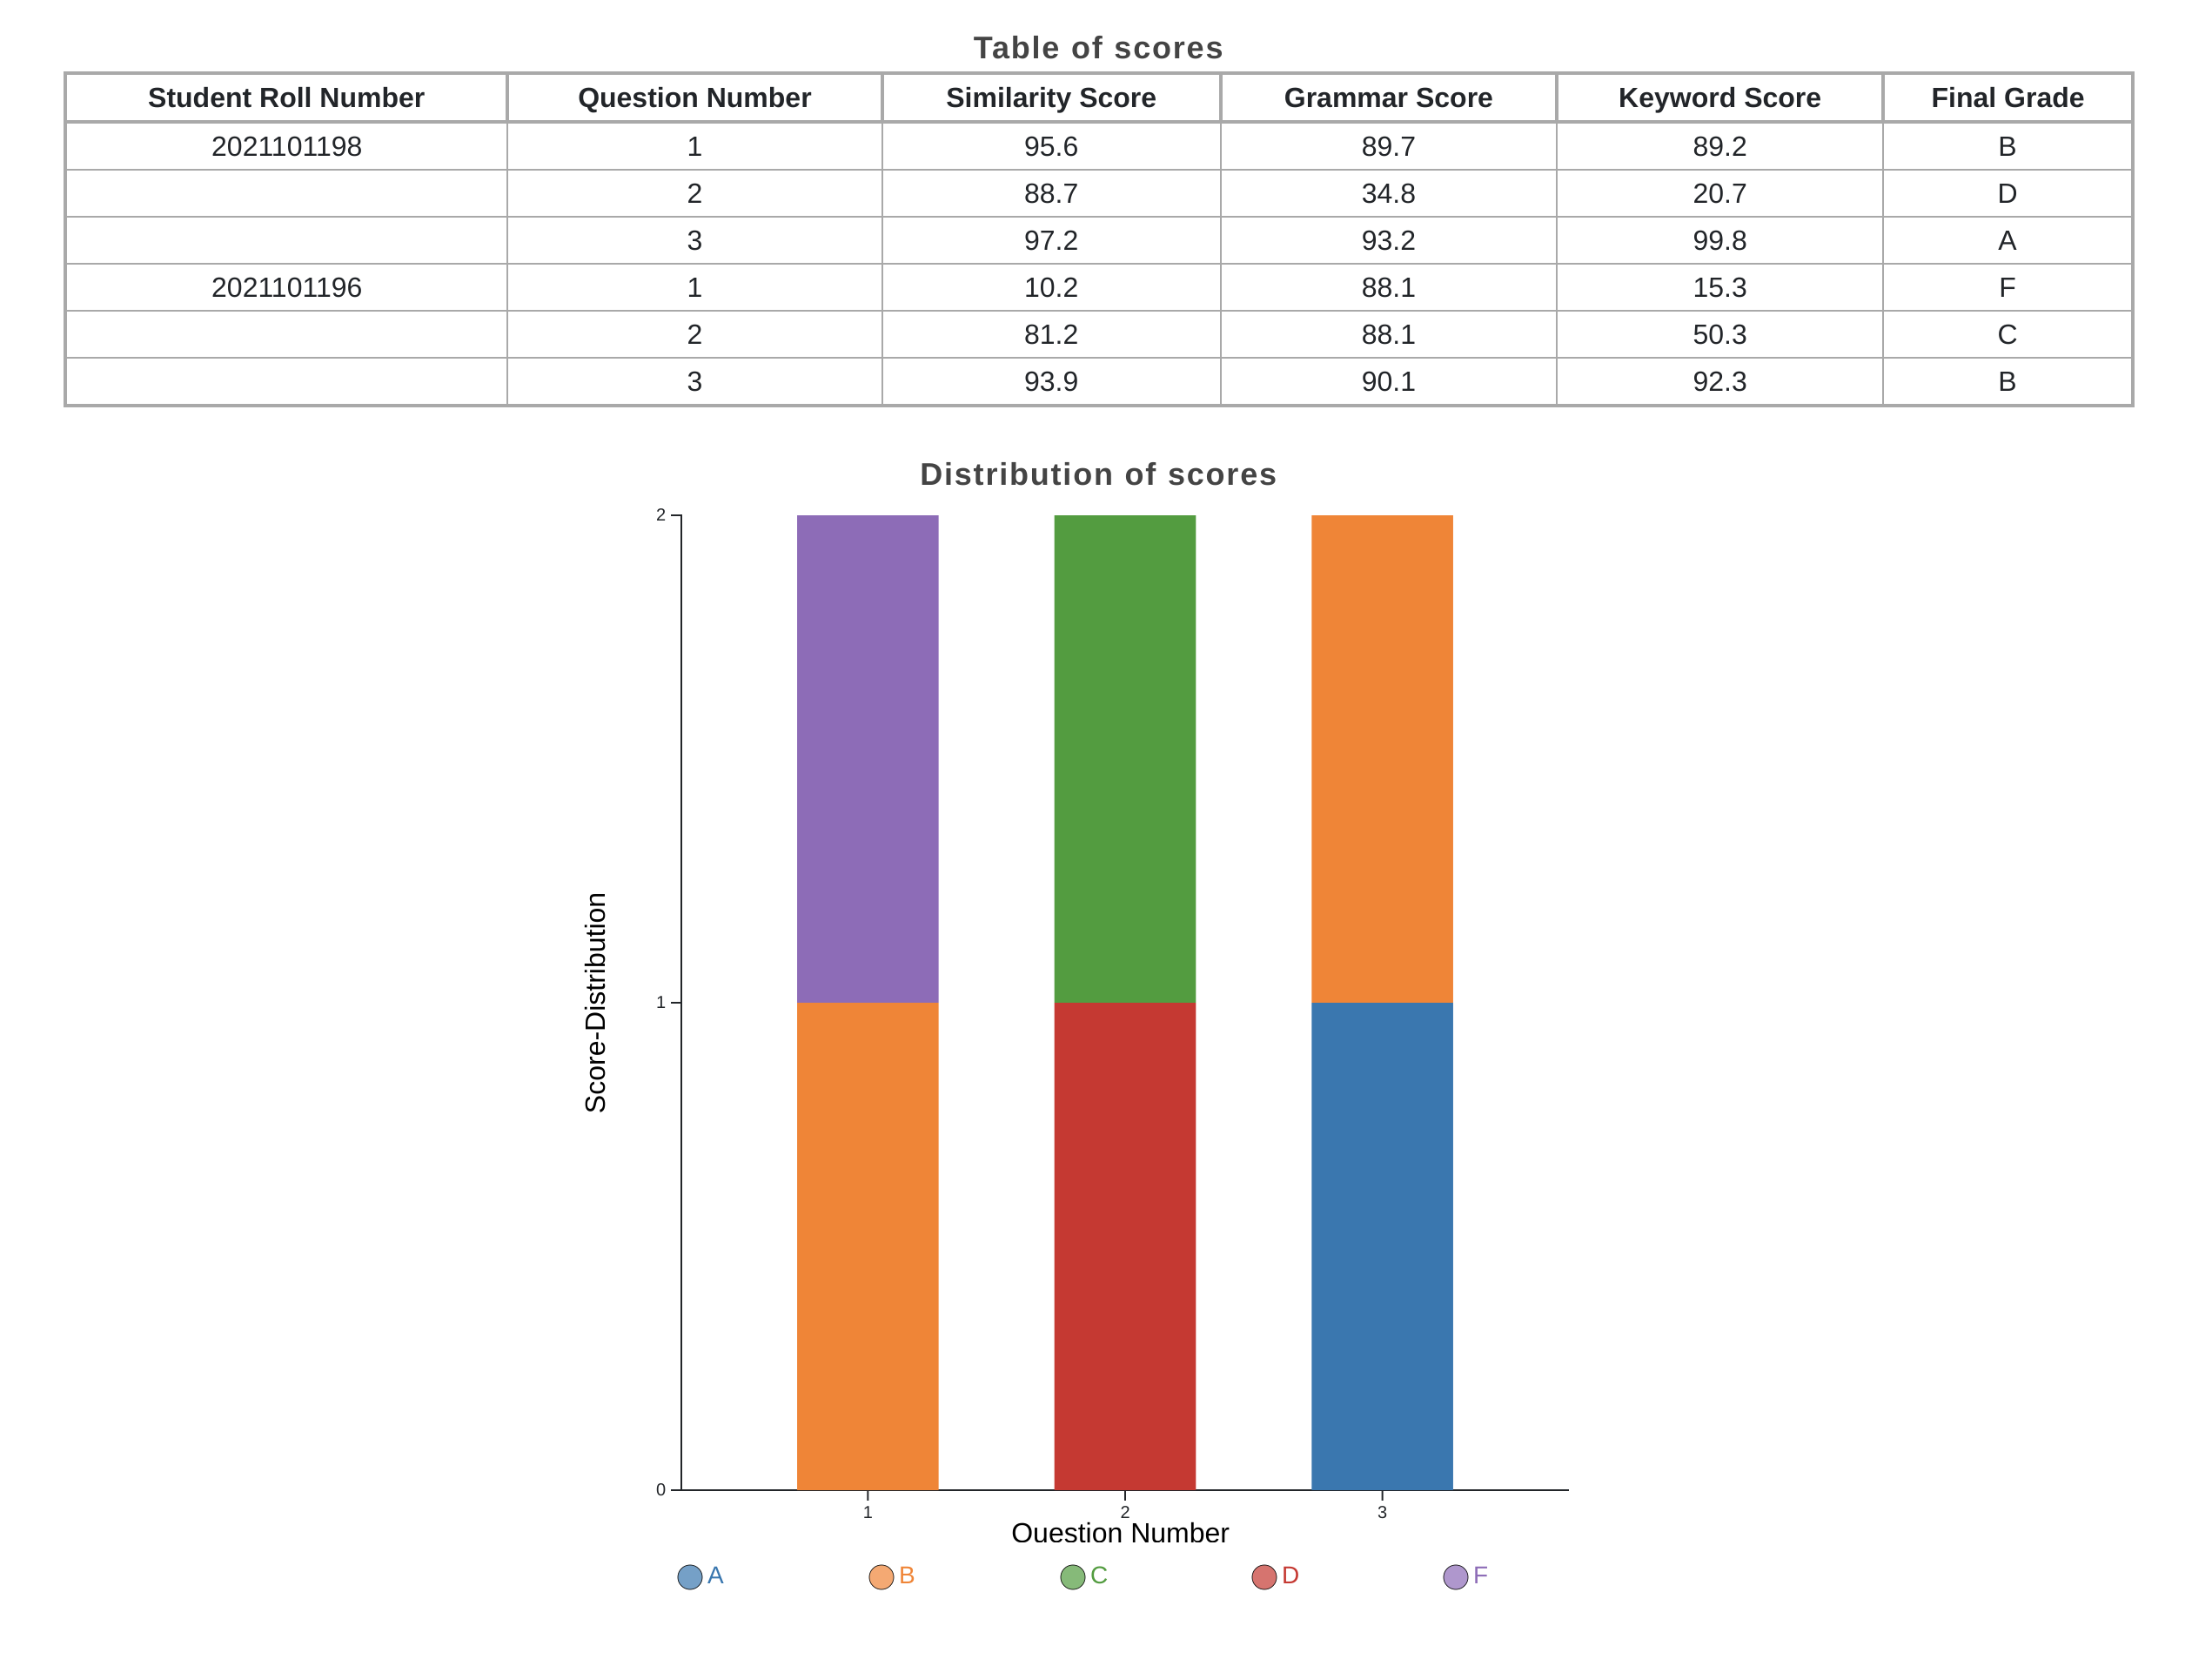 Table of scores
Student Roll Number Question Number Similarity Score Grammar Score Keyword Score Final Grade
2021101198 1 95.6 89.7 89.2 B
2 88.7 34.8 20.7 D
3 97.2 93.2 99.8 A
2021101196 1 10.2 88.1 15.3 F
2 81.2 88.1 50.3 C
3 93.9 90.1 92.3 B
Distribution of scores
2
1
0
Score-Distribution
1 2 3
Question Number
A B C D F